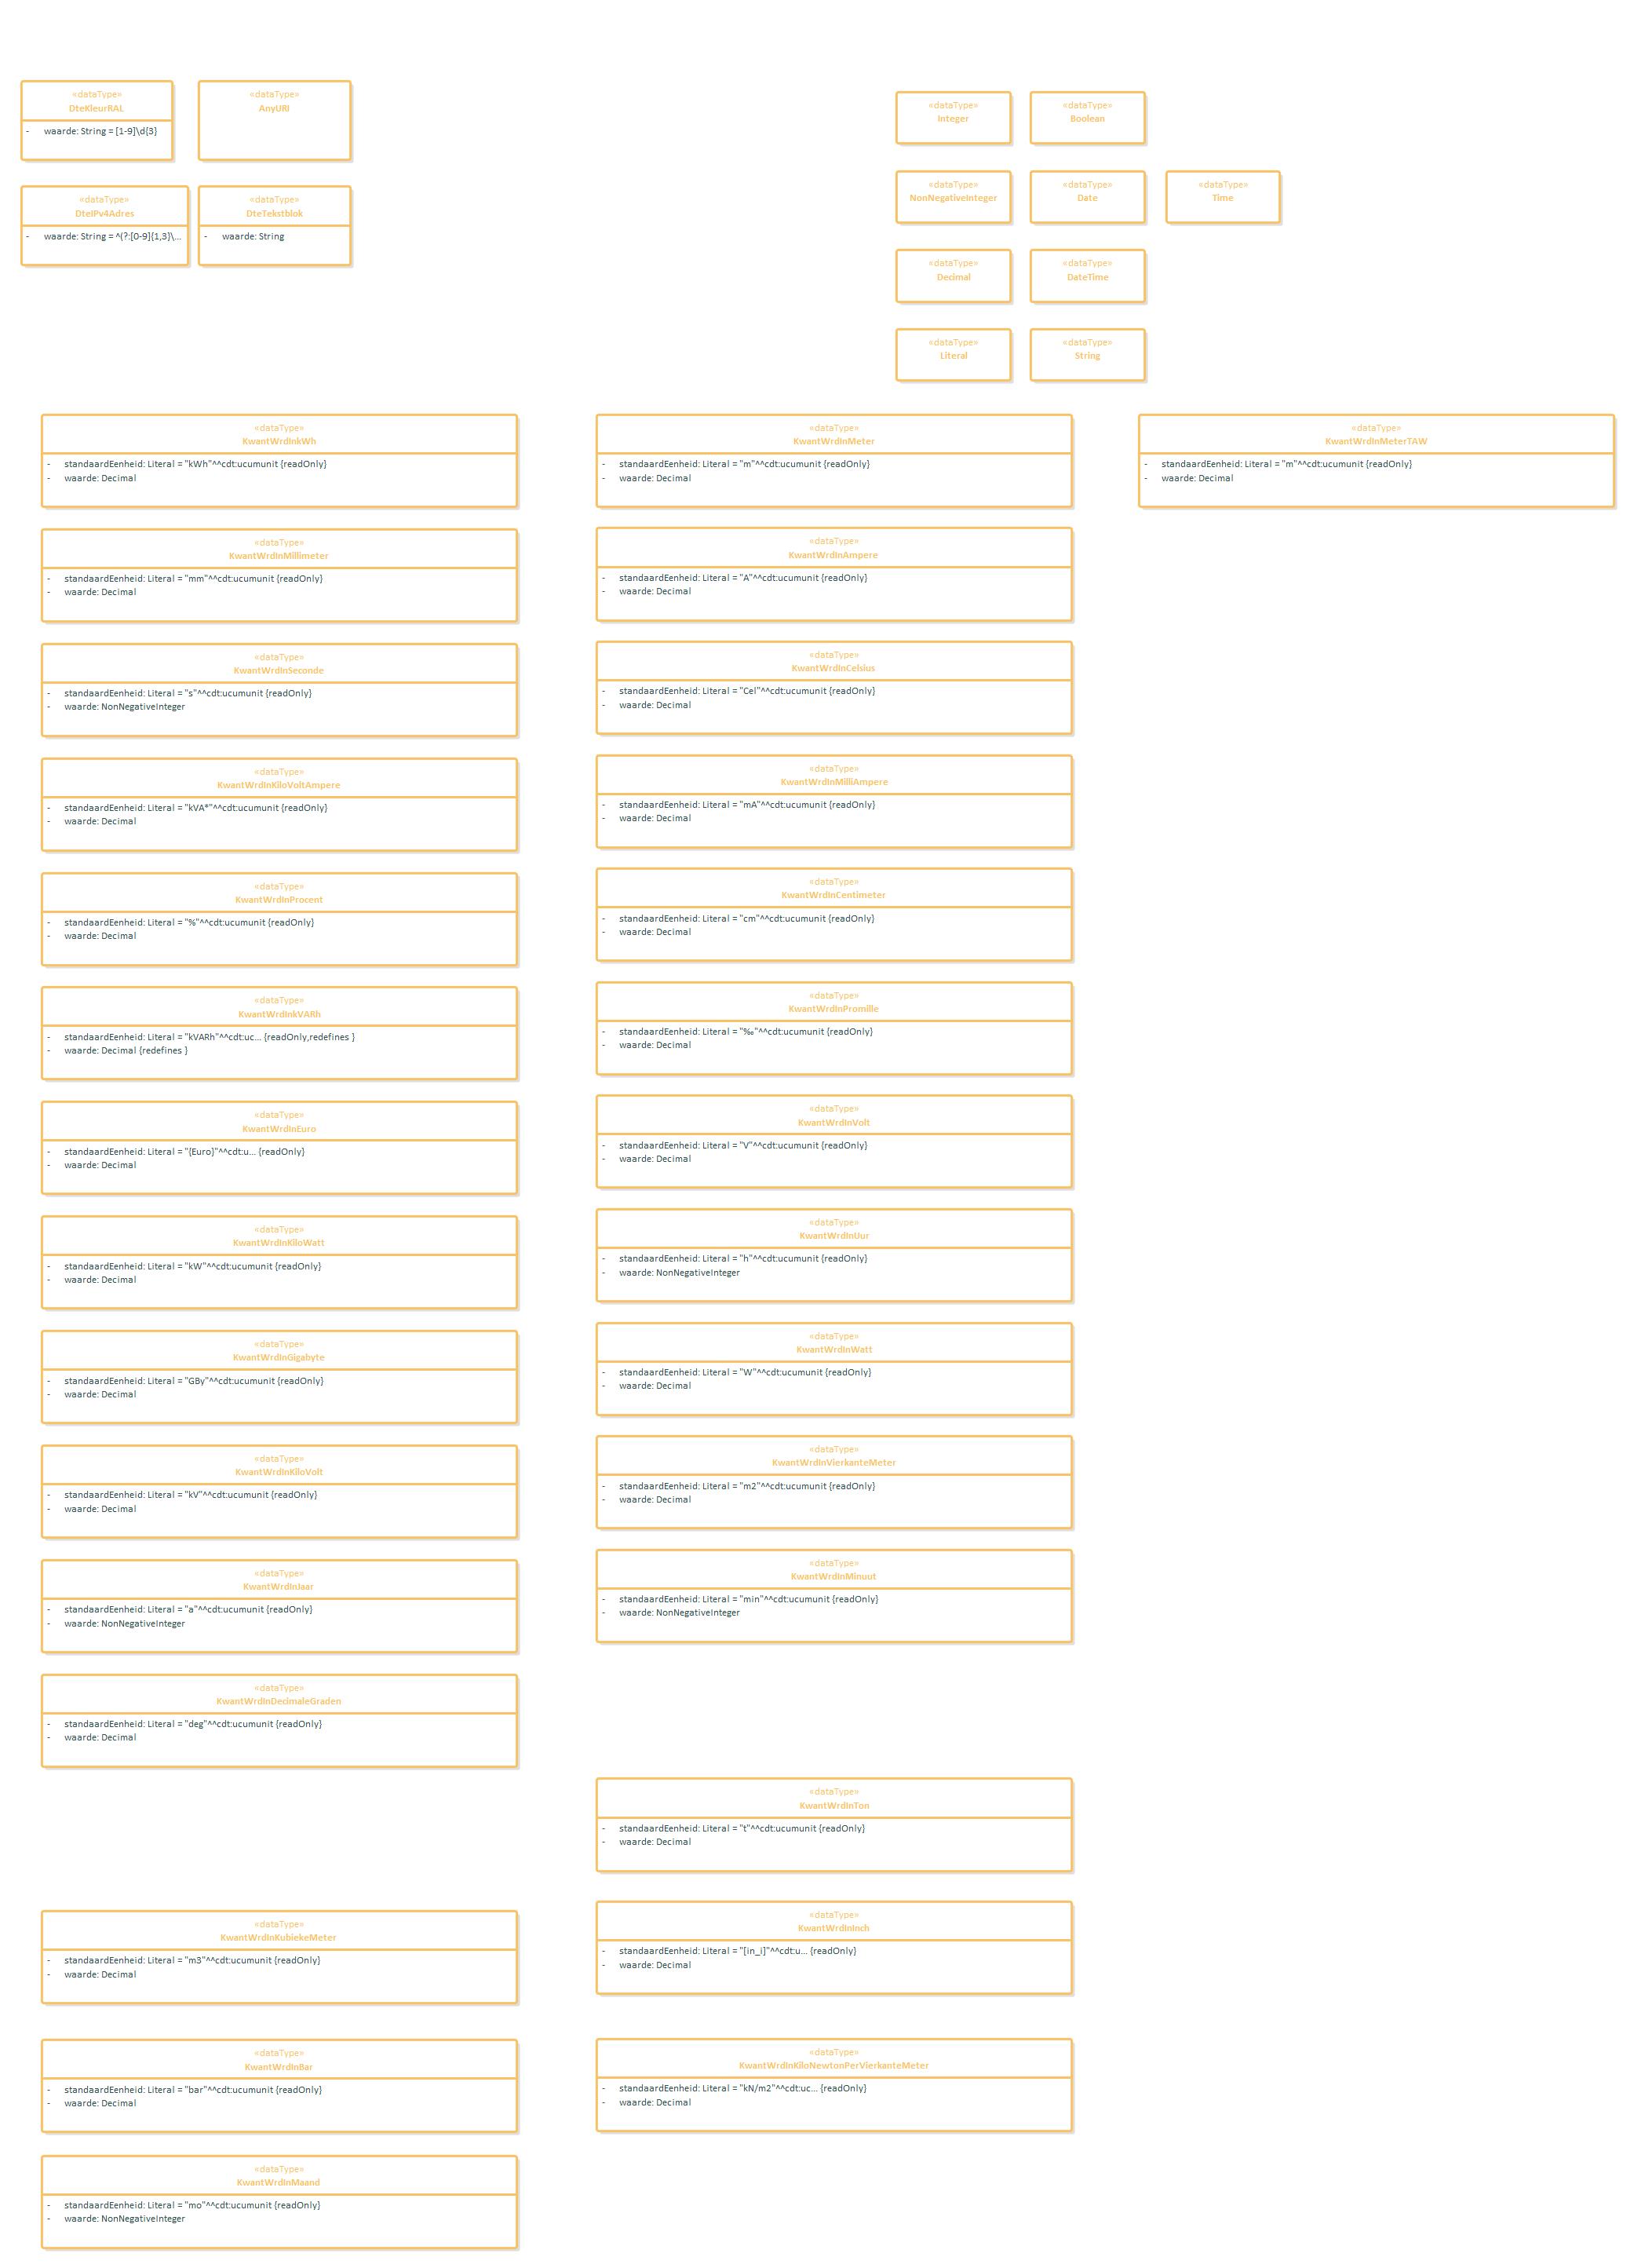 «dataType»
DteKleurRAL
- waarde: String = [1-9]\d{3}
«dataType»
AnyURI
«dataType»
DteIPv4Adres
- waarde: String = ^(?:[0-9]{1,3}\...
«dataType»
DteTekstblok
- waarde: String
«dataType»
Integer
«dataType»
Boolean
«dataType»
NonNegativeInteger
«dataType»
Date
«dataType»
Time
«dataType»
Decimal
«dataType»
DateTime
«dataType»
Literal
«dataType»
String
«dataType»
KwantWrdInkWh
- standaardEenheid: Literal = "kWh"^^cdt:ucumunit {readOnly}
- waarde: Decimal
«dataType»
KwantWrdInMeter
- standaardEenheid: Literal = "m"^^cdt:ucumunit {readOnly}
- waarde: Decimal
«dataType»
KwantWrdInMeterTAW
- standaardEenheid: Literal = "m"^^cdt:ucumunit {readOnly}
- waarde: Decimal
«dataType»
KwantWrdInMillimeter
- standaardEenheid: Literal = "mm"^^cdt:ucumunit {readOnly}
- waarde: Decimal
«dataType»
KwantWrdInAmpere
- standaardEenheid: Literal = "A"^^cdt:ucumunit {readOnly}
- waarde: Decimal
«dataType»
KwantWrdInSeconde
- standaardEenheid: Literal = "s"^^cdt:ucumunit {readOnly}
- waarde: NonNegativeInteger
«dataType»
KwantWrdInCelsius
- standaardEenheid: Literal = "Cel"^^cdt:ucumunit {readOnly}
- waarde: Decimal
«dataType»
KwantWrdInKiloVoltAmpere
- standaardEenheid: Literal = "kVA*"^^cdt:ucumunit {readOnly}
- waarde: Decimal
«dataType»
KwantWrdInMilliAmpere
- standaardEenheid: Literal = "mA"^^cdt:ucumunit {readOnly}
- waarde: Decimal
«dataType»
KwantWrdInProcent
- standaardEenheid: Literal = "%"^^cdt:ucumunit {readOnly}
- waarde: Decimal
«dataType»
KwantWrdInCentimeter
- standaardEenheid: Literal = "cm"^^cdt:ucumunit {readOnly}
- waarde: Decimal
«dataType»
KwantWrdInkVARh
- standaardEenheid: Literal = "kVARh"^^cdt:uc... {readOnly,redefines }
- waarde: Decimal {redefines }
«dataType»
KwantWrdInPromille
- standaardEenheid: Literal = "‰"^^cdt:ucumunit {readOnly}
- waarde: Decimal
«dataType»
KwantWrdInEuro
- standaardEenheid: Literal = "{Euro}"^^cdt:u... {readOnly}
- waarde: Decimal
«dataType»
KwantWrdInVolt
- standaardEenheid: Literal = "V"^^cdt:ucumunit {readOnly}
- waarde: Decimal
«dataType»
KwantWrdInKiloWatt
- standaardEenheid: Literal = "kW"^^cdt:ucumunit {readOnly}
- waarde: Decimal
«dataType»
KwantWrdInUur
- standaardEenheid: Literal = "h"^^cdt:ucumunit {readOnly}
- waarde: NonNegativeInteger
«dataType»
KwantWrdInGigabyte
- standaardEenheid: Literal = "GBy"^^cdt:ucumunit {readOnly}
- waarde: Decimal
«dataType»
KwantWrdInWatt
- standaardEenheid: Literal = "W"^^cdt:ucumunit {readOnly}
- waarde: Decimal
«dataType»
KwantWrdInKiloVolt
- standaardEenheid: Literal = "kV"^^cdt:ucumunit {readOnly}
- waarde: Decimal
«dataType»
KwantWrdInVierkanteMeter
- standaardEenheid: Literal = "m2"^^cdt:ucumunit {readOnly}
- waarde: Decimal
«dataType»
KwantWrdInJaar
- standaardEenheid: Literal = "a"^^cdt:ucumunit {readOnly}
- waarde: NonNegativeInteger
«dataType»
KwantWrdInMinuut
- standaardEenheid: Literal = "min"^^cdt:ucumunit {readOnly}
- waarde: NonNegativeInteger
«dataType»
KwantWrdInDecimaleGraden
- standaardEenheid: Literal = "deg"^^cdt:ucumunit {readOnly}
- waarde: Decimal
«dataType»
KwantWrdInTon
- standaardEenheid: Literal = "t"^^cdt:ucumunit {readOnly}
- waarde: Decimal
«dataType»
KwantWrdInKubiekeMeter
- standaardEenheid: Literal = "m3"^^cdt:ucumunit {readOnly}
- waarde: Decimal
«dataType»
KwantWrdInInch
- standaardEenheid: Literal = "[in_i]"^^cdt:u... {readOnly}
- waarde: Decimal
«dataType»
KwantWrdInBar
- standaardEenheid: Literal = "bar"^^cdt:ucumunit {readOnly}
- waarde: Decimal
«dataType»
KwantWrdInKiloNewtonPerVierkanteMeter
- standaardEenheid: Literal = "kN/m2"^^cdt:uc... {readOnly}
- waarde: Decimal
«dataType»
KwantWrdInMaand
- standaardEenheid: Literal = "mo"^^cdt:ucumunit {readOnly}
- waarde: NonNegativeInteger